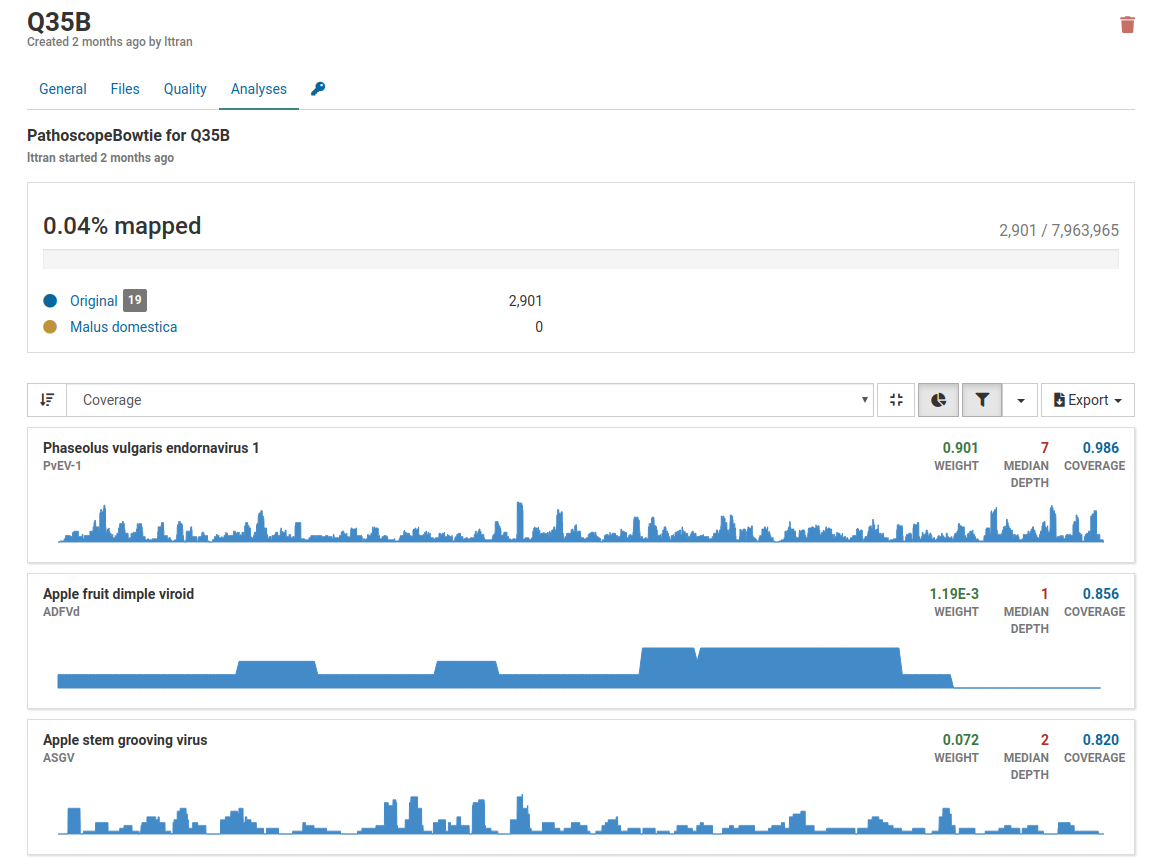 Q35B
Created 2 months ago by lttran
General Files Quality Analyses
PathoscopeBowtie for Q35B
lttran started 2 months ago
0.04% mapped 2,901 / 7,963,965
Original 19 2,901
Malus domestica 0
Coverage Export
Phaseolus vulgaris endornavirus 1 0.901 7 0.986
PvEV-1 WEIGHT MEDIAN COVERAGE
DEPTH
Apple fruit dimple viroid 1.19E-3 1 0.856
ADFVd WEIGHT MEDIAN COVERAGE
DEPTH
Apple stem grooving virus 0.072 2 0.820
ASGV WEIGHT MEDIAN COVERAGE
DEPTH